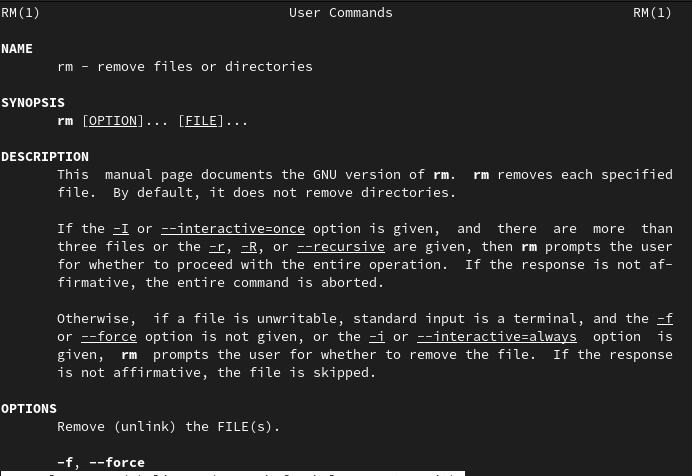 RM(1) User Commands RM(1)
NAME
rm - remove files or directories
SYNOPSIS
rm [OPTION]... [FILE]...
DESCRIPTION
This manual page documents the GNU version of rm. rm removes each specified
file. By default, it does not remove directories.
If the -I or --interactive=once option is given, and there are more than
three files or the -r, -R, or --recursive are given, then rm prompts the user
for whether to proceed with the entire operation. If the response is not af-
firmative, the entire command is aborted.
Otherwise, if a file is unwritable, standard input is a terminal, and the -f
or --force option is not given, or the -i or --interactive=always option is
given, rm prompts the user for whether to remove the file. If the response
is not affirmative, the file is skipped.
OPTIONS
Remove (unlink) the FILE(s).
-f, --force